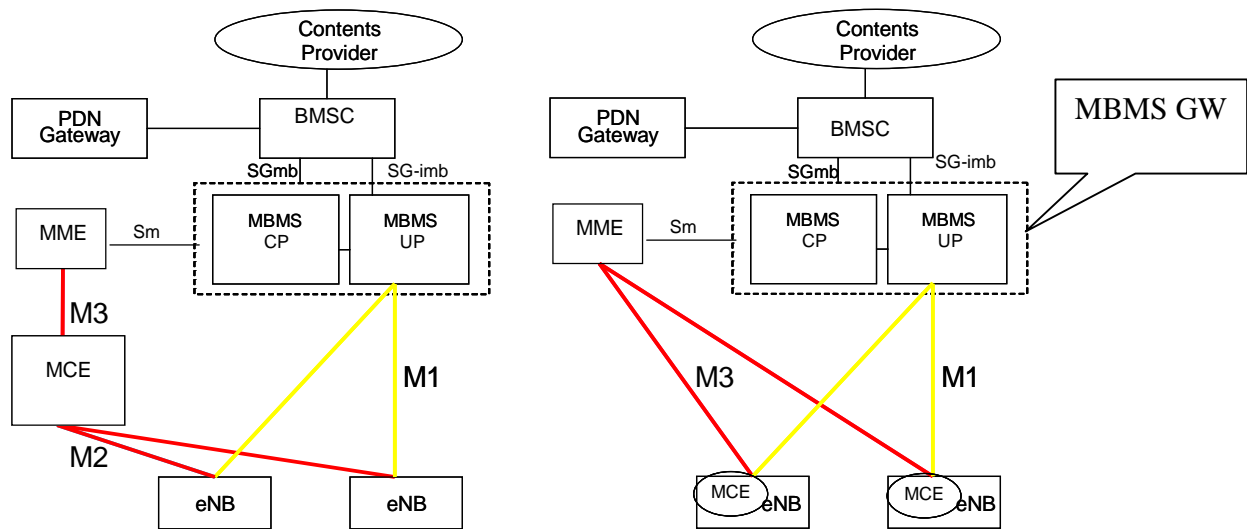 Contents
Provider
PDN
Gateway
BMSC
SGmb
SG-imb
MBMS
CP
MBMS
UP
MME
Sm
M3
MCE
M1
M2
eNB
eNB
Contents
Provider
MBMS GW
PDN
Gateway
BMSC
SGmb
SG-imb
MBMS
CP
MBMS
UP
MME
Sm
M3
M1
MCE
eNB
MCE
eNB